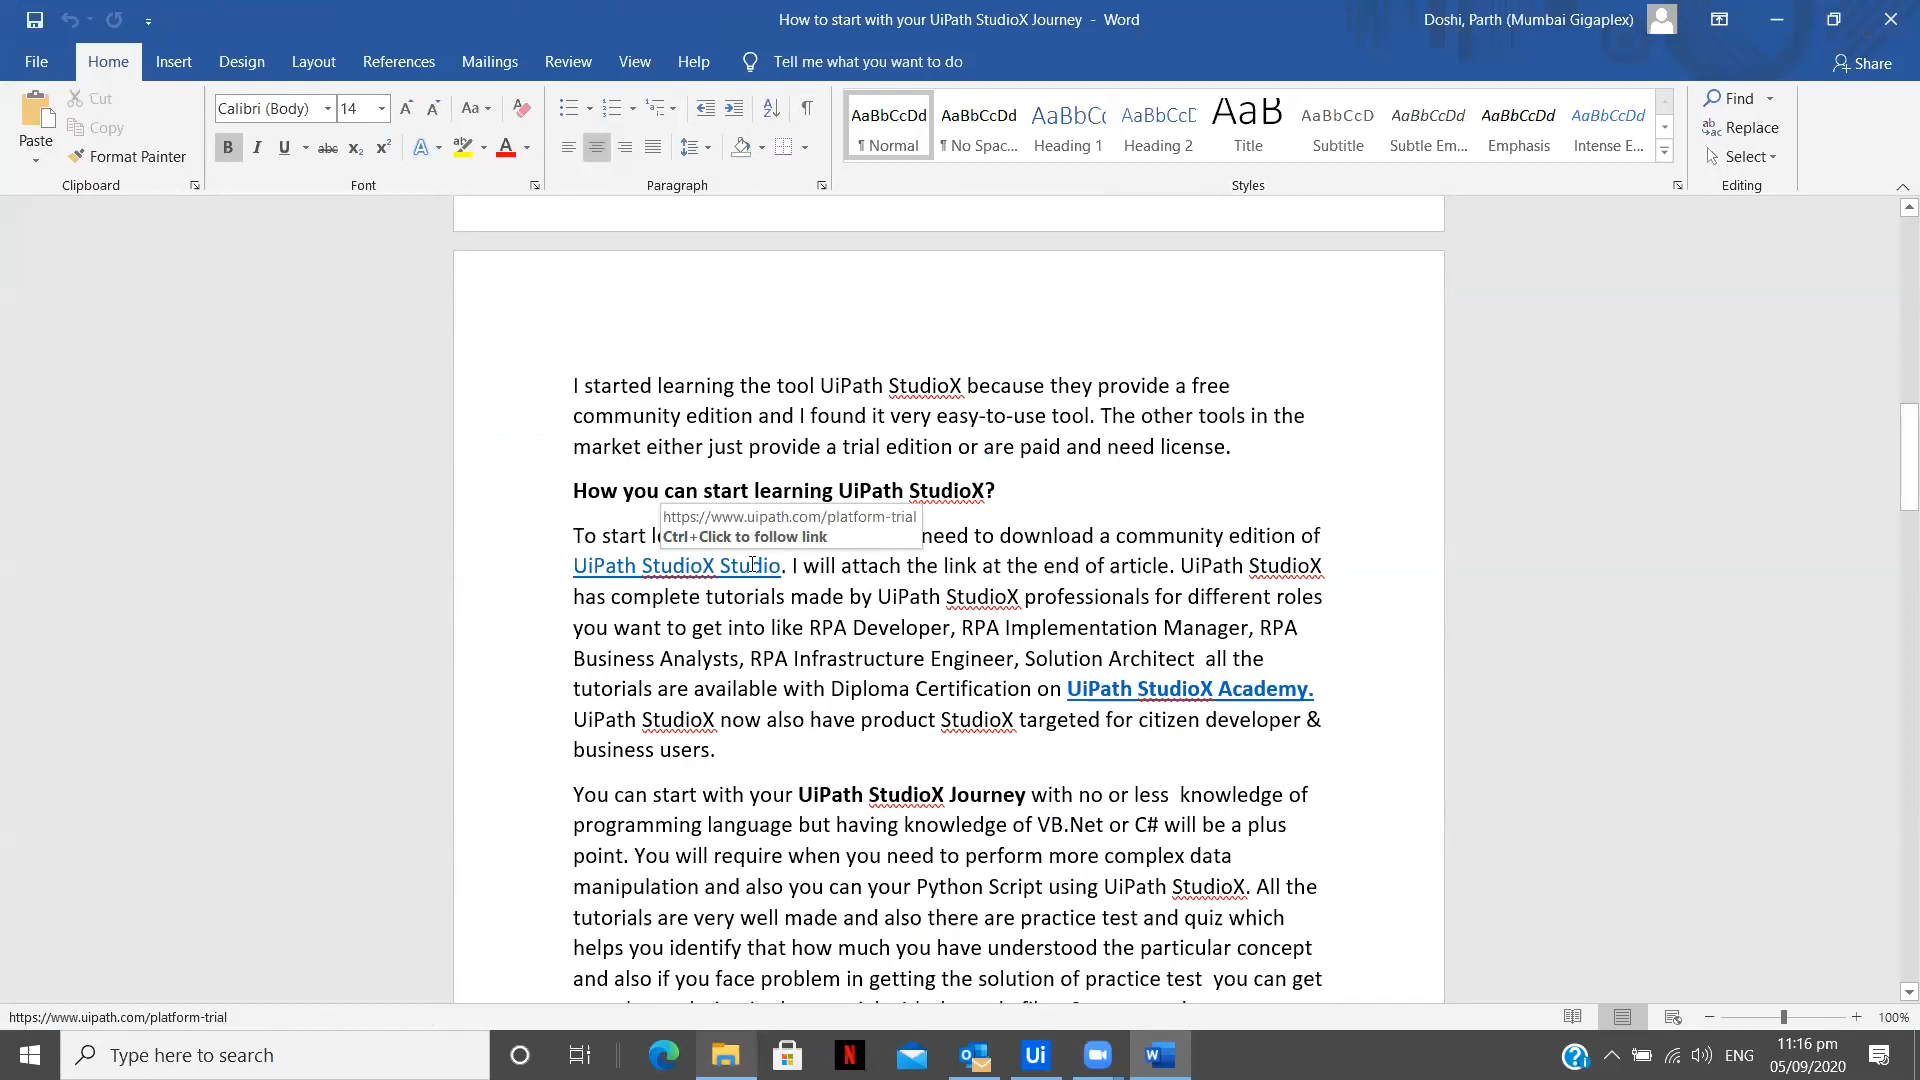 How to start with your UiPath StudioX Journey - Word
Doshi, Parth (Mumbai Gigaplex)
File Home Insert Design Layout References Mailings Review View Help Tell me what you want to do
Share
Paste
Cut
Copy
Format Painter
Clipboard
Calibri (Body) 14
Font
Paragraph
AaBbCcDd AaBbCcDd AaBbCc AaBbCcD AaB AaBbCcD AaBbCcDd AaBbCcDd AaBbCcDd
¶ Normal ¶ No Spac... Heading 1 Heading 2 Title Subtitle Subtle Em... Emphasis Intense E...
Styles
Find
Replace
Select
Editing
I started learning the tool UiPath StudioX because they provide a free
community edition and I found it very easy-to-use tool. The other tools in the
market either just provide a trial edition or are paid and need license.
How you can start learning UiPath StudioX?
https://www.uipath.com/platform-trial
Ctrl+Click to follow link
To start need to download a community edition of
UiPath StudioX Studio. I will attach the link at the end of article. UiPath StudioX
has complete tutorials made by UiPath StudioX professionals for different roles
you want to get into like RPA Developer, RPA Implementation Manager, RPA
Business Analysts, RPA Infrastructure Engineer, Solution Architect all the
tutorials are available with Diploma Certification on UiPath StudioX Academy.
UiPath StudioX now also have product StudioX targeted for citizen developer &
business users.
You can start with your UiPath StudioX Journey with no or less knowledge of
programming language but having knowledge of VB.Net or C# will be a plus
point. You will require when you need to perform more complex data
manipulation and also you can your Python Script using UiPath StudioX. All the
tutorials are very well made and also there are practice test and quiz which
helps you identify that how much you have understood the particular concept
and also if you face problem in getting the solution of practice test you can get
https://www.uipath.com/platform-trial
100%
Type here to search
ENG
11:16 pm
05/09/2020